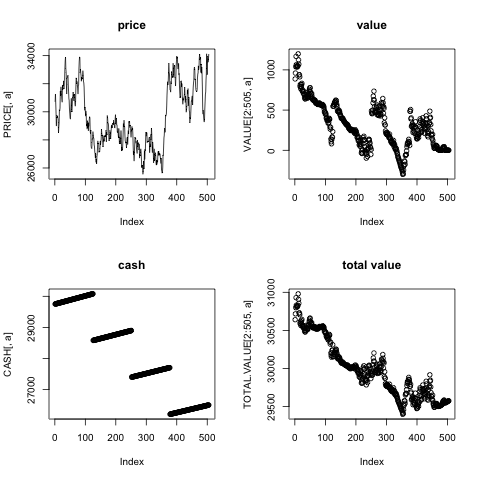 price
value
PRICE[, a]
26000 30000 34000
0 100 200 300 400 500
Index
VALUE[2:505, a]
0 500 1000
0 100 200 300 400 500
Index
cash
total value
CASH[, a]
27000 29000
0 100 200 300 400 500
Index
TOTAL.VALUE[2:505, a]
29500 30000 30500 31000
0 100 200 300 400 500
Index